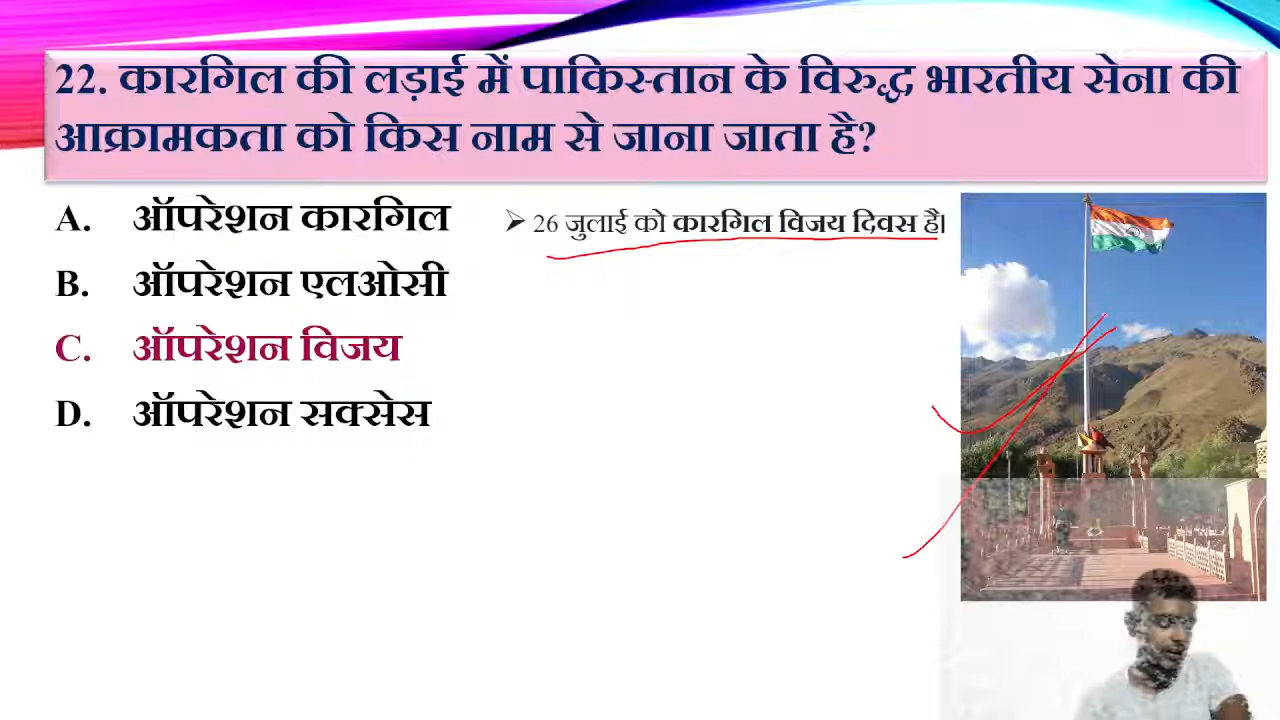 22. कारगिल की लड़ाई में पाकिस्तान के विरुद्ध भारतीय सेना की
आक्रामकता को किस नाम से जाना जाता है?
A. ऑपरेशन कारगिल
B. ऑपरेशन एलओसी
C. ऑपरेशन विजय
D. ऑपरेशन सक्सेस
➢ 26 जुलाई को कारगिल विजय दिवस है।